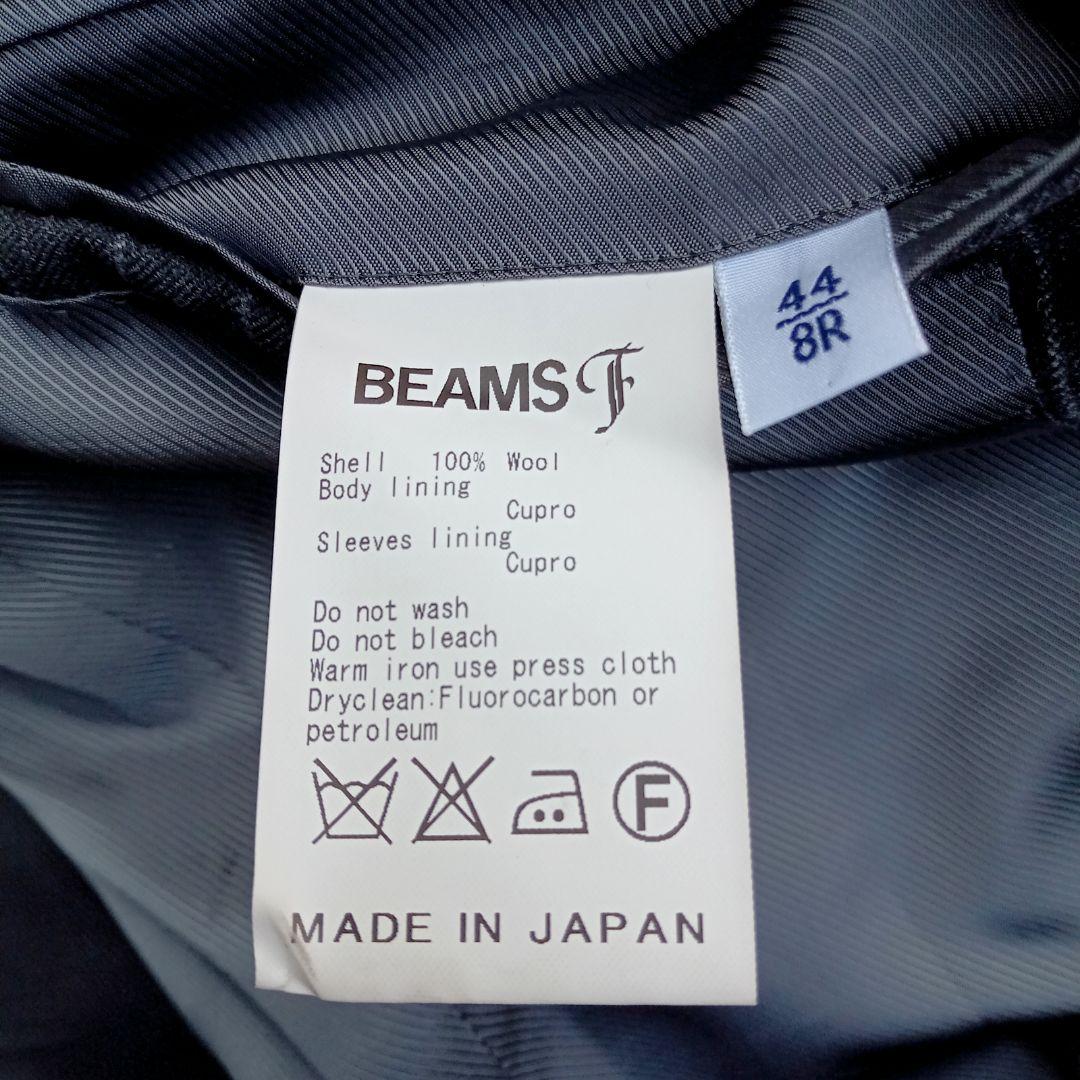 BEAMS F
Shell 100% Wool
Body lining
Cupro
Sleeves lining
Cupro
Do not wash
Do not bleach
Warm iron use press cloth
Dryclean:Fluorocarbon or
petroleum
F
MADE IN JAPAN
44
8R